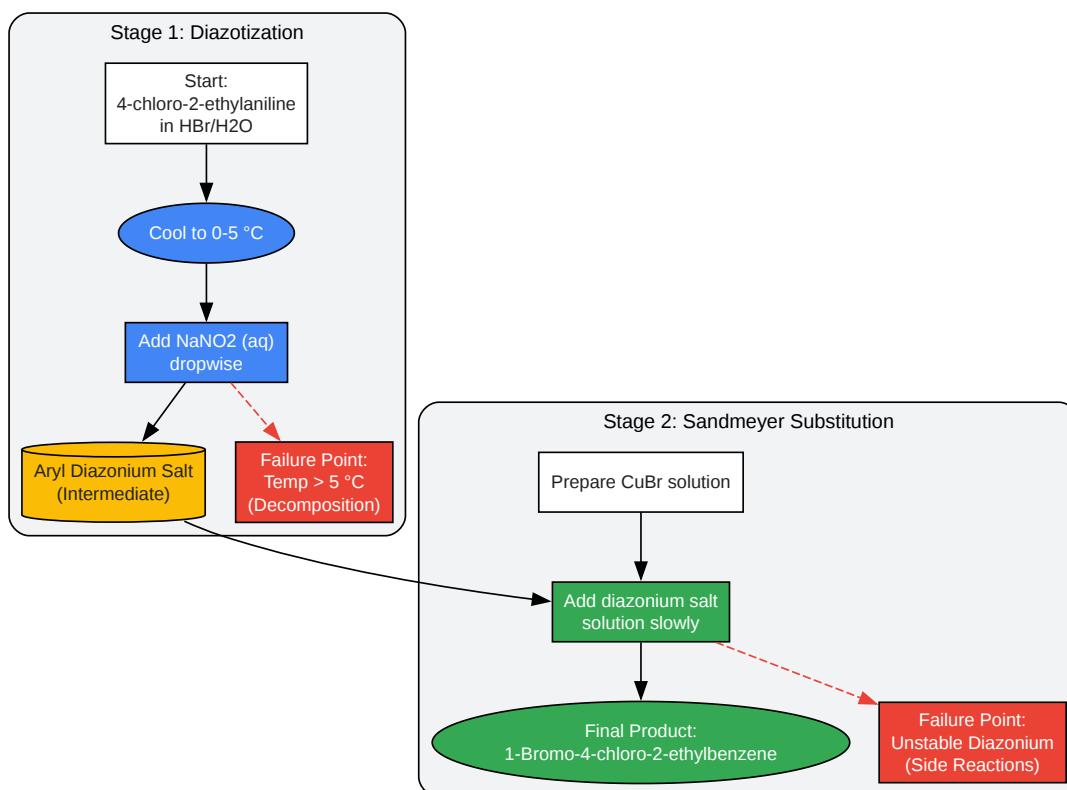 Stage 1: Diazotization
Start:
4-chloro-2-ethylaniline
in HBr/H2O
Cool to 0-5 °C
Add NaNO2 (aq)
dropwise
Aryl Diazonium Salt
(Intermediate)
Failure Point:
Temp > 5 °C
(Decomposition)
Stage 2: Sandmeyer Substitution
Prepare CuBr solution
Add diazonium salt
solution slowly
Final Product:
1-Bromo-4-chloro-2-ethylbenzene
Failure Point:
Unstable Diazonium
(Side Reactions)